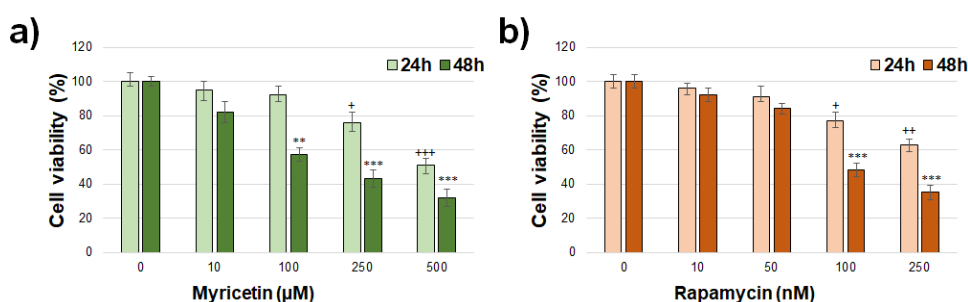 a)
120
24h 48h
100
80
60
40
20
0
+
**
***
+++
***
Cell viability (%)
0 10 100 250 500
Myricetin (µM)
b)
120
24h 48h
100
80
60
40
20
0
+
***
++
***
Cell viability (%)
0 10 50 100 250
Rapamycin (nM)